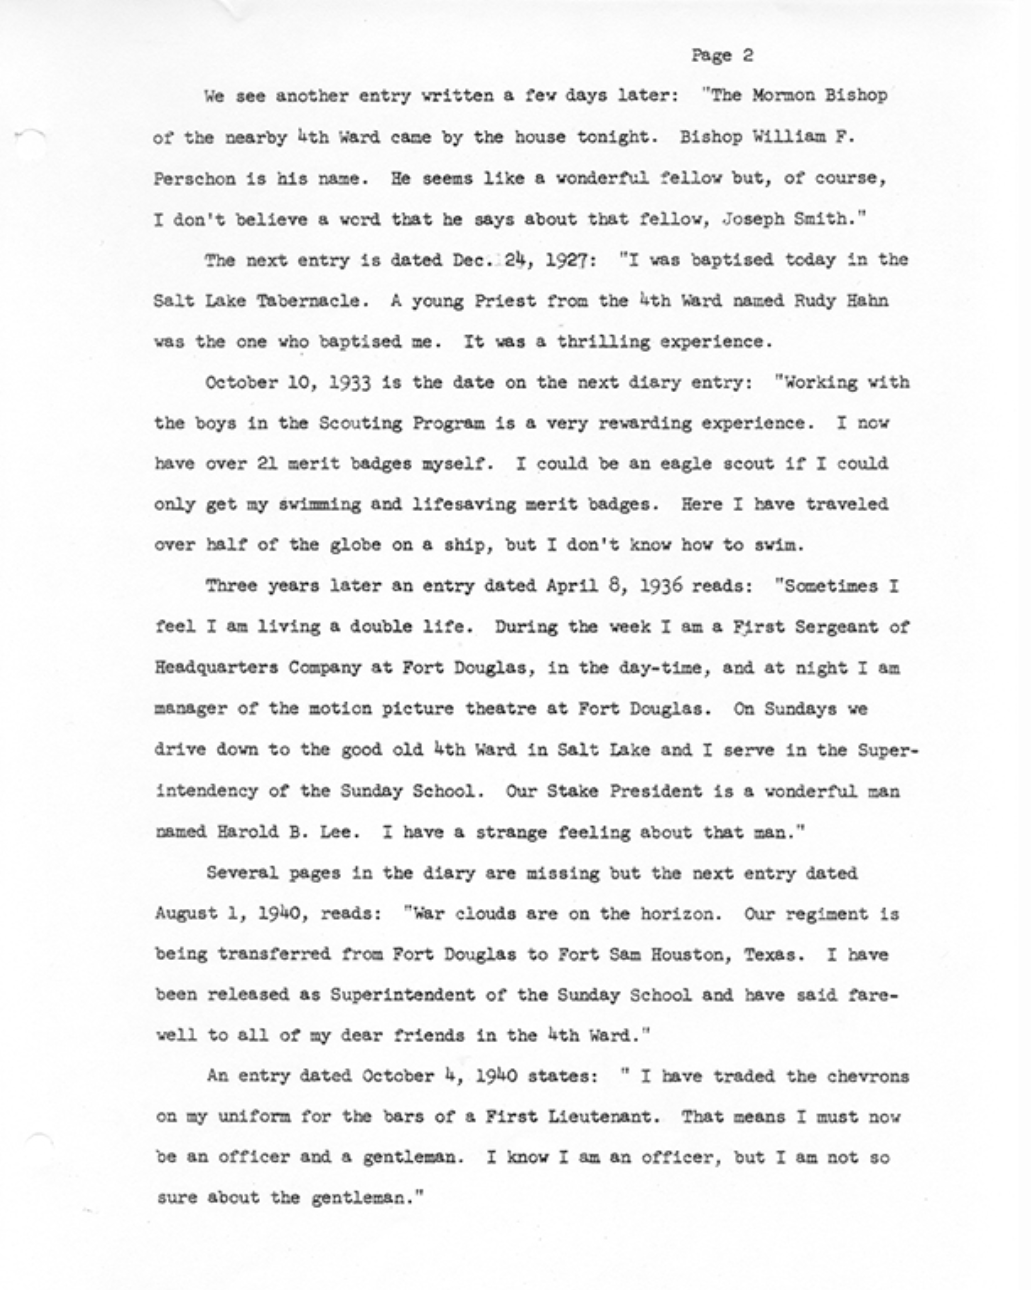 Page 2
We see another entry written a few days later: "The Mormon Bishop
of the nearby 4th Ward came by the house tonight. Bishop William F.
Perschon is his name. He seems like a wonderful fellow but, of course,
I don't believe a word that he says about that fellow, Joseph Smith."
The next entry is dated Dec. 24, 1927: "I was baptised today in the
Salt Lake Tabernacle. A young Priest from the 4th Ward named Rudy Hahn
was the one who baptised me. It was a thrilling experience.
October 10, 1933 is the date on the next diary entry: "Working with
the boys in the Scouting Program is a very rewarding experience. I now
have over 21 merit badges myself. I could be an eagle scout if I could
only get my swimming and lifesaving merit badges. Here I have traveled
over half of the globe on a ship, but I don't know how to swim.
Three years later an entry dated April 8, 1936 reads: "Sometimes I
feel I am living a double life. During the week I am a First Sergeant of
Headquarters Company at Fort Douglas, in the day-time, and at night I am
manager of the motion picture theatre at Fort Douglas. On Sundays we
drive down to the good old 4th Ward in Salt Lake and I serve in the Super-
intendency of the Sunday School. Our Stake President is a wonderful man
named Harold B. Lee. I have a strange feeling about that man."
Several pages in the diary are missing but the next entry dated
August 1, 1940, reads: "War clouds are on the horizon. Our regiment is
being transferred from Fort Douglas to Fort Sam Houston, Texas. I have
been released as Superintendent of the Sunday School and have said fare-
well to all of my dear friends in the 4th Ward."
An entry dated October 4, 1940 states: " I have traded the chevrons
on my uniform for the bars of a First Lieutenant. That means I must now
be an officer and a gentleman. I know I am an officer, but I am not so
sure about the gentleman."